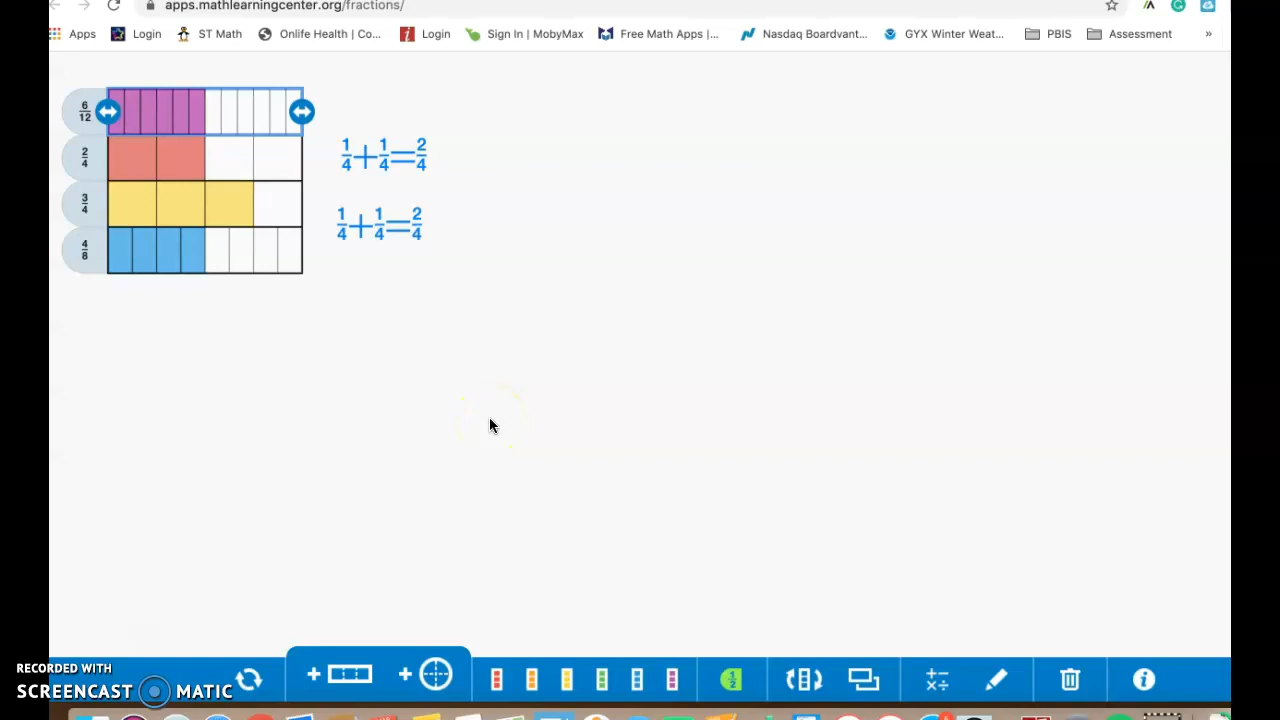 apps.mathlearningcenter.org/fractions/
Apps Login ST Math Onlife Health | Co... Login Sign In | MobyMax Free Math Apps |... Nasdaq Boardvant... GYX Winter Weat... PBIS Assessment »
6/12
2/4
3/4
4/8
1/4+1/4=2/4
1/4+1/4=2/4
+ + 1/2
RECORDED WITH
SCREENCAST MATIC